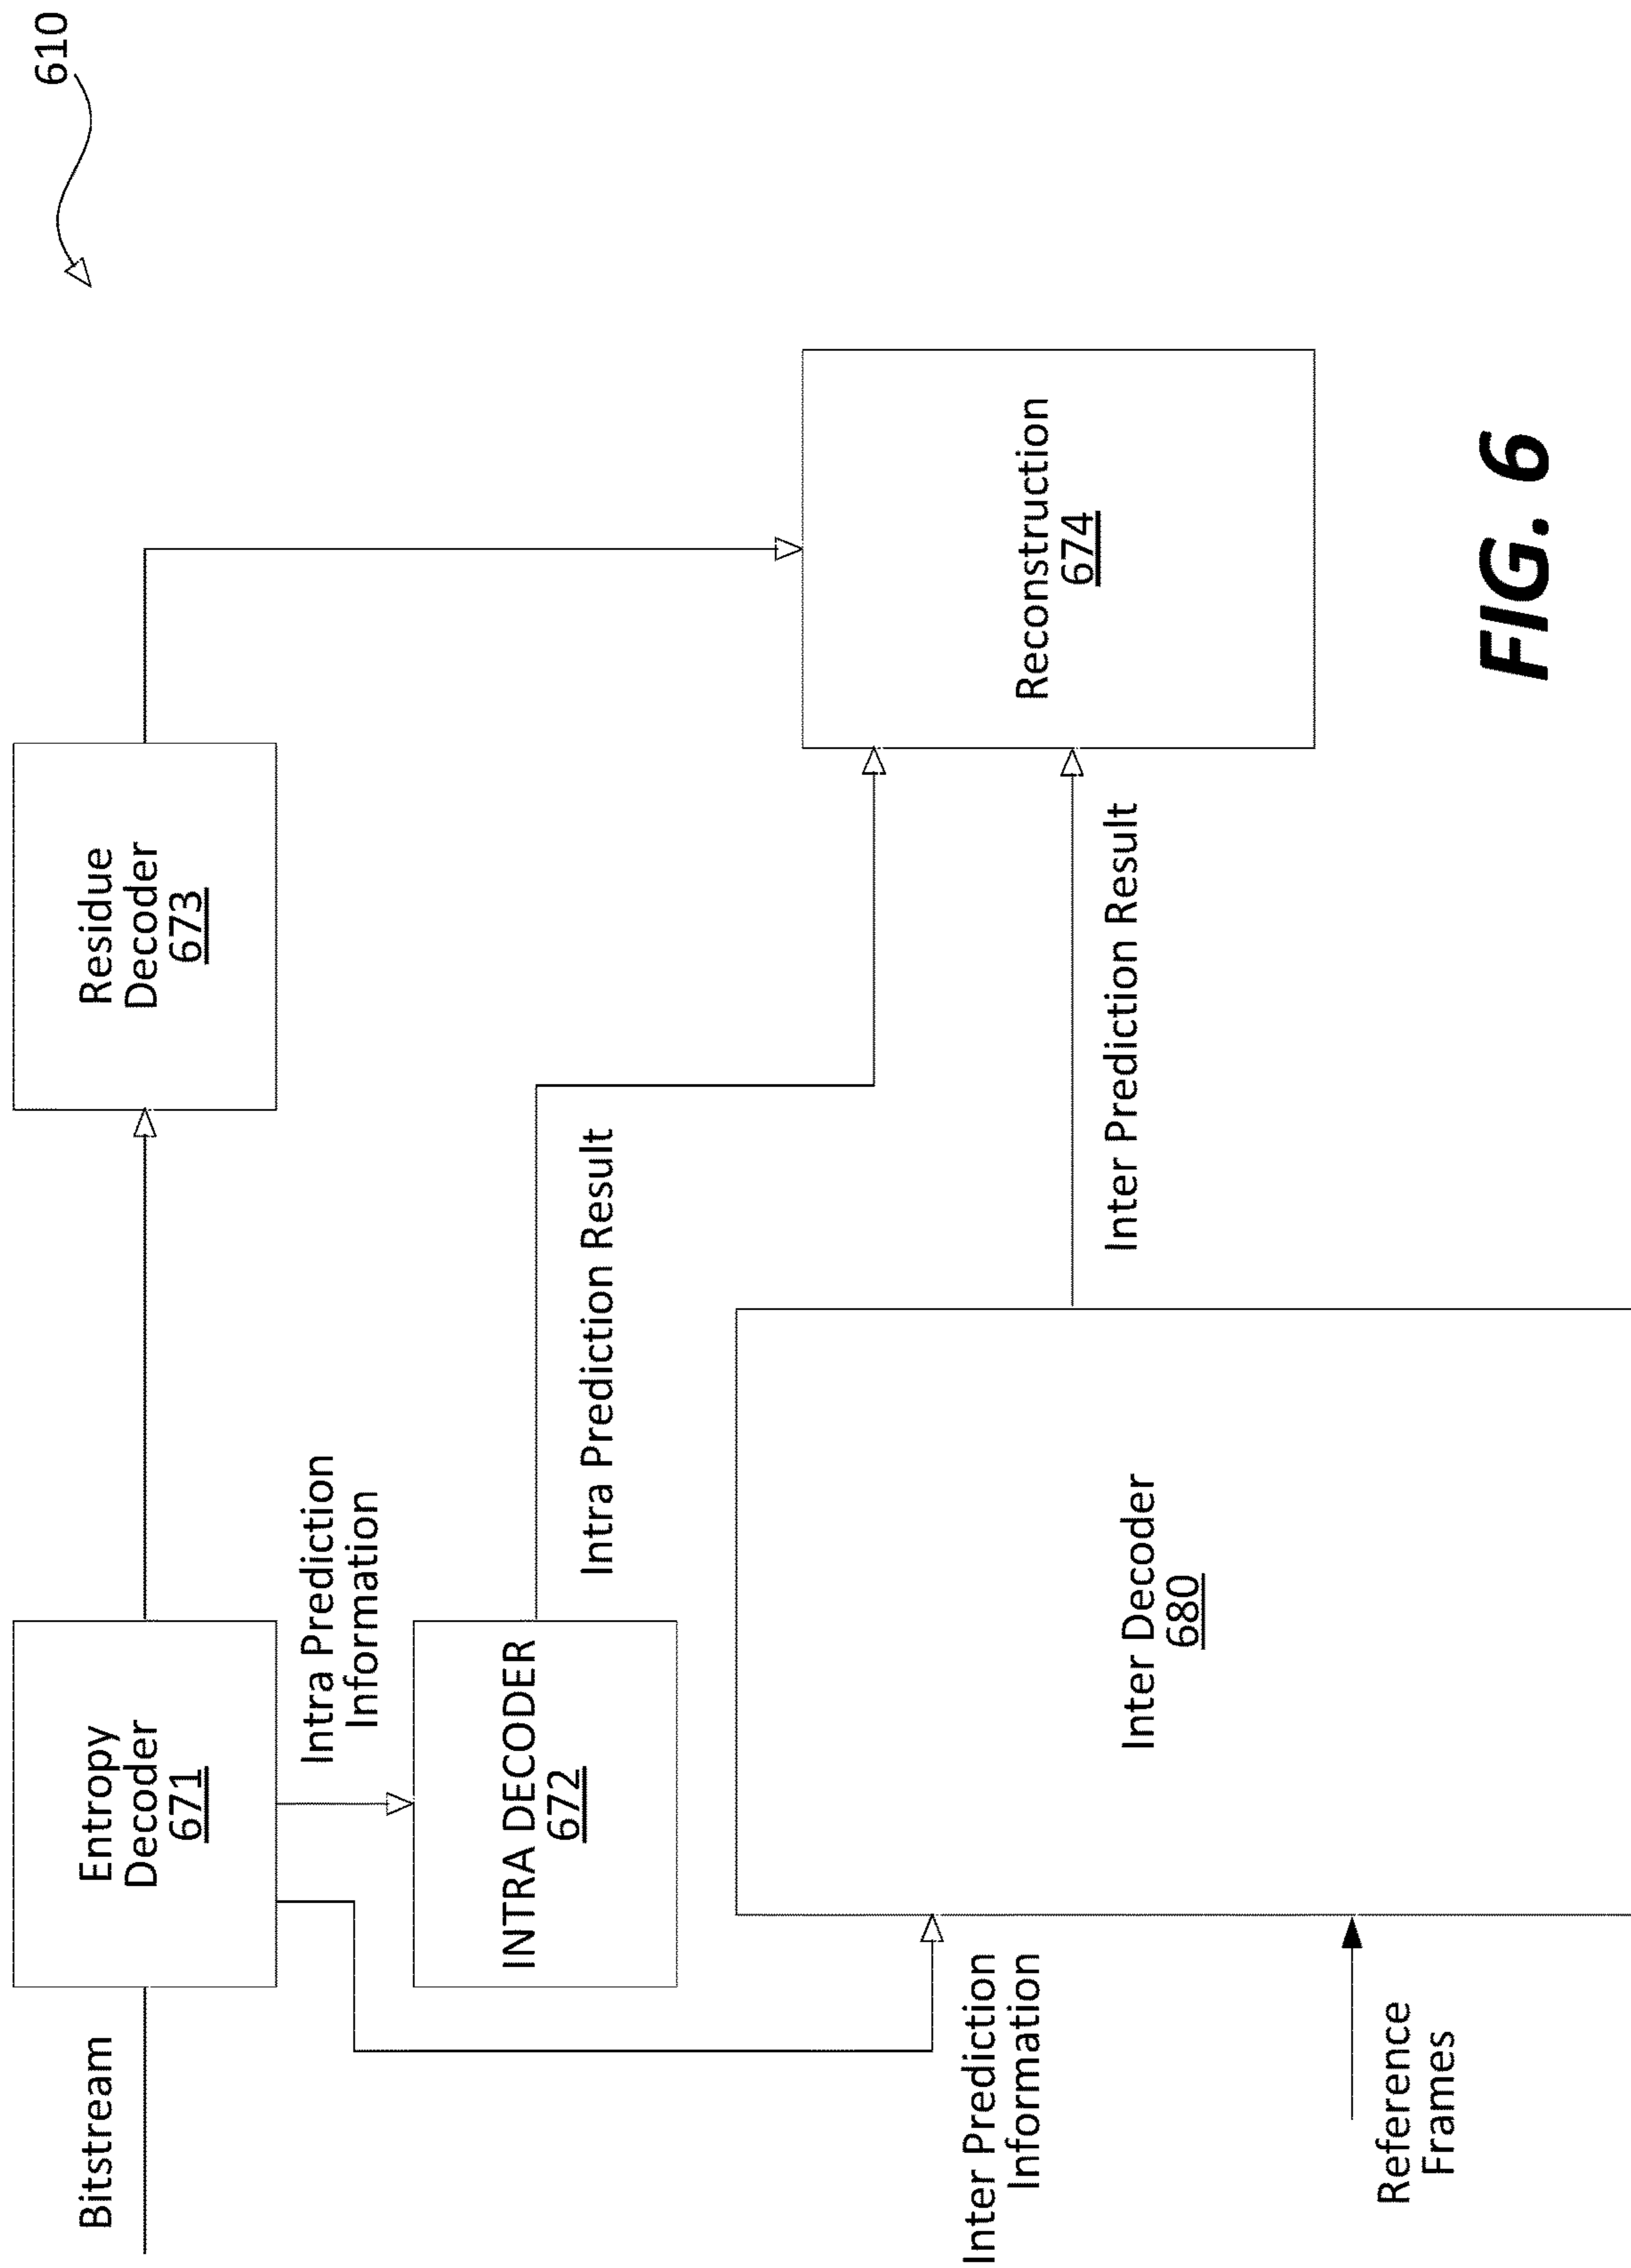 610
Bitstream
Entropy
Decoder
671
Residue
Decoder
673
Intra Prediction
Information
INTRA DECODER
672
Intra Prediction Result
Inter Prediction
Information
Inter Decoder
680
Inter Prediction Result
Reconstruction
674
Reference
Frames
FIG. 6